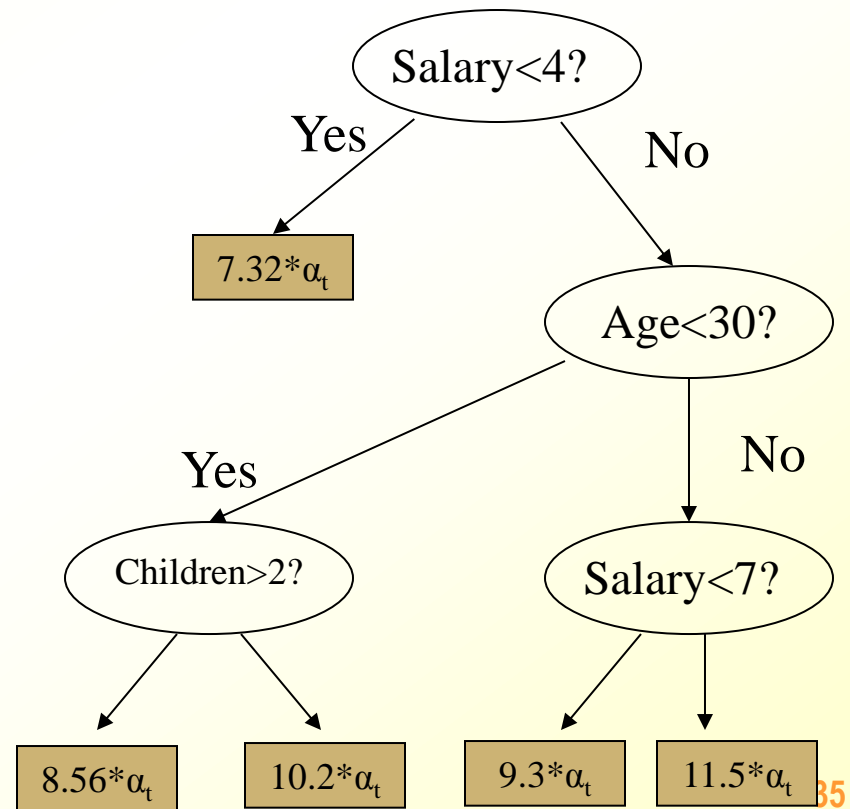 Salary<4?
Yes
No
7.32*αt
Age<30?
Yes
No
Children>2?
Salary<7?
8.56*αt
10.2*αt
9.3*αt
11.5*αt
35